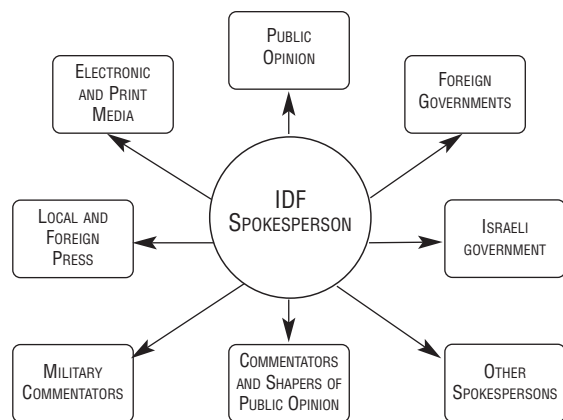 Public
Opinion
Electronic
and Print
Media
Foreign
Governments
IDF
Spokesperson
Local and
Foreign
Press
Israeli
government
Military
Commentators
Commentators
and Shapers of
Public Opinion
Other
Spokespersons